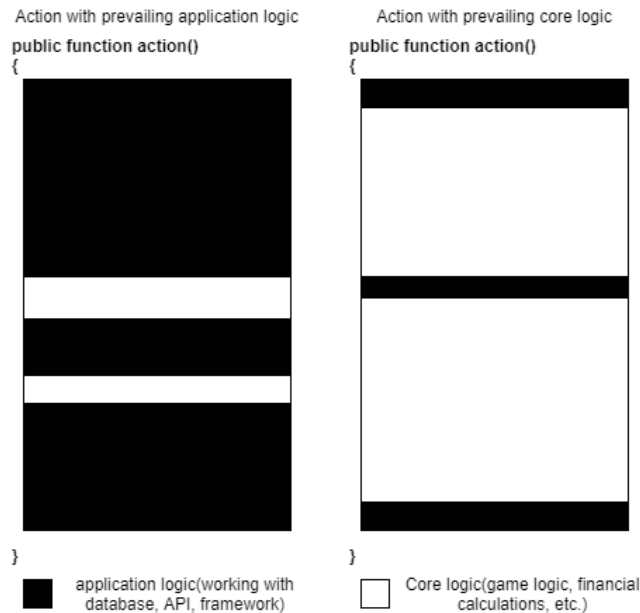 Action with prevailing application logic
public function action()
{
}
application logic(working with
database, API, framework)
Action with prevailing core logic
public function action()
{
}
Core logic(game logic, financial
calculations, etc.)